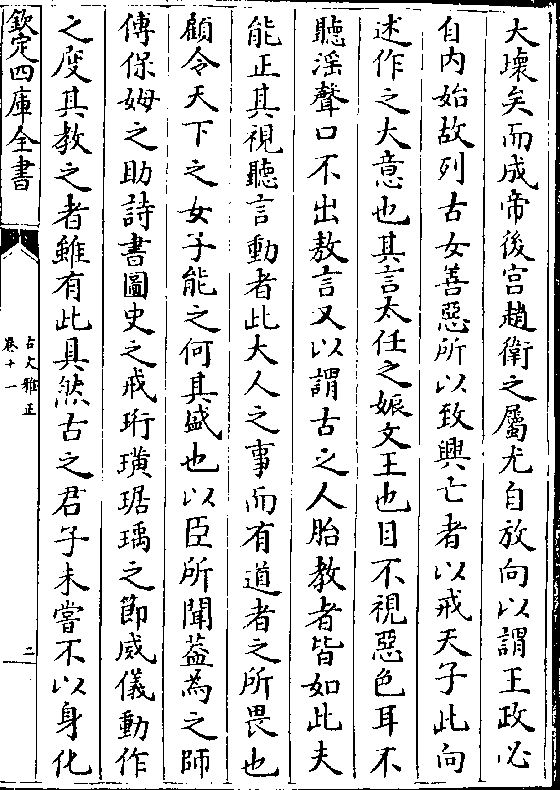 大壞矣而成帝後宫趙衛之屬尤自放向以謂王政必
自内始故列古女善惡所以致興亡者以戒天子此向
述作之大意也其言太任之娠文王也目不視惡色耳不
聽滛聲口不出敖言又以謂古之人胎教者皆如此夫
能正其視聽言動者此大人之事而有道者之所畏也
顧令天下之女子能之何其盛也以臣所聞蓋為之師
傅保姆之助詩書圖史之戒珩璜琚瑀之節威儀動作
之度其教之者雖有此具然古之君子未嘗不以身化
欽定四庫全書
古文雅正
卷十一
二